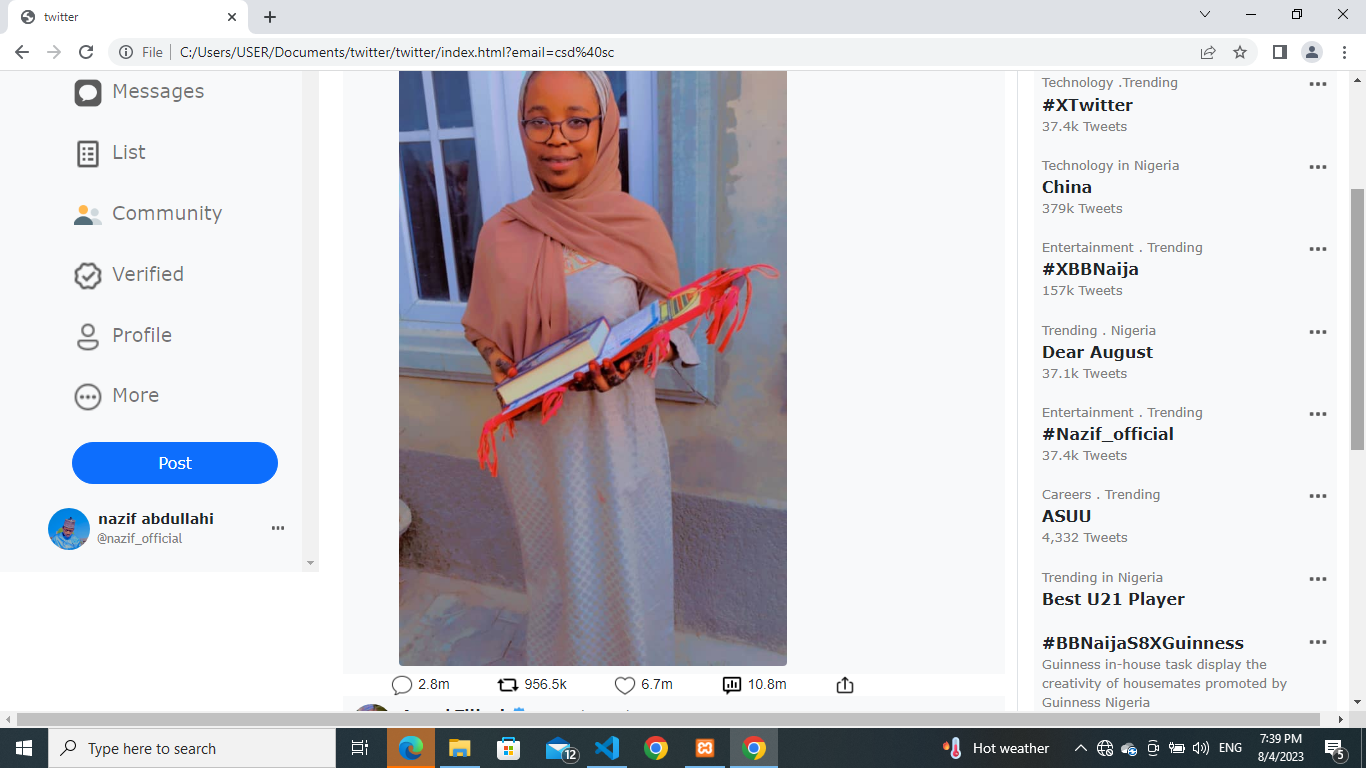 twitter
File
C:/Users/USER/Documents/twitter/twitter/index.html?email=csd%40sc
Messages
List
Community
Verified
Profile
More
Post
nazif abdullahi
@nazif_official
2.8m
956.5k
6.7m
10.8m
Technology .Trending
#XTwitter
37.4k Tweets
Technology in Nigeria
China
379k Tweets
Entertainment . Trending
#XBBNaija
157k Tweets
Trending . Nigeria
Dear August
37.1k Tweets
Entertainment . Trending
#Nazif_official
37.4k Tweets
Careers . Trending
ASUU
4,332 Tweets
Trending in Nigeria
Best U21 Player
#BBNaijaS8XGuinness
Guinness in-house task display the
creativity of housemates promoted by
Guinness Nigeria
Type here to search
12
Hot weather
ENG
7:39 PM
8/4/2023
5